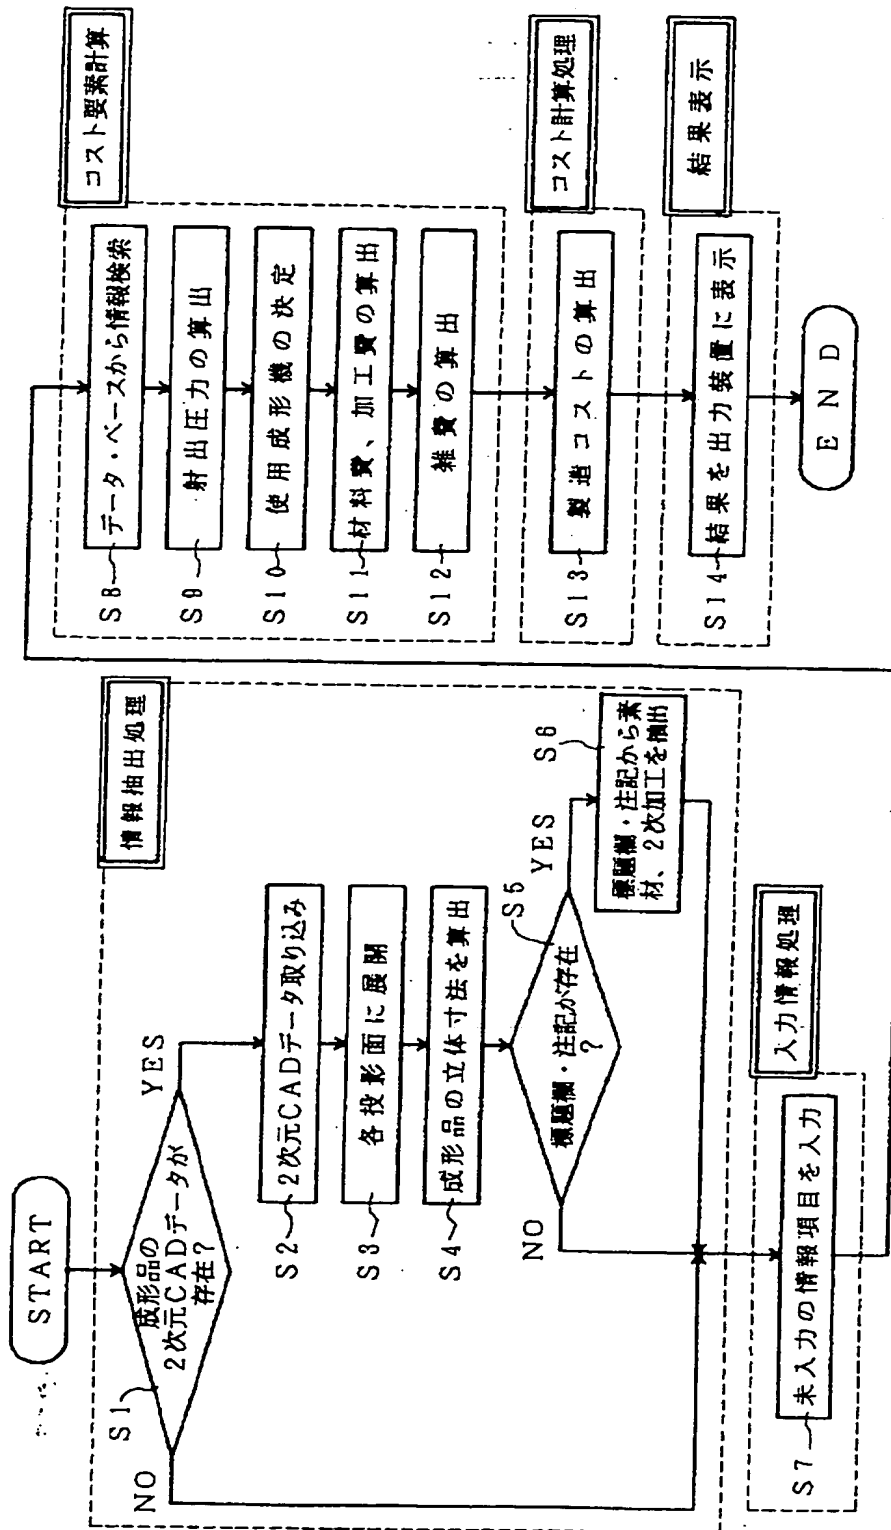 START
情報抽出処理
S1
成形品の
2次元CADデータが
存在?
NO
YES
S2
2次元CADデータ取り込み
S3
各投影面に展開
S4
成形品の立体寸法を算出
S5
標題欄・注記が存在
?
NO
YES
S6
標題欄・注記から素
材、2次加工を抽出
入力情報処理
S7
未入力の情報項目を入力
コスト要素計算
S8
データ・ベースから情報検索
S9
射出圧力の算出
S10
使用成形機の決定
S11
材料費、加工費の算出
S12
雑費の算出
コスト計算処理
S13
製造コストの算出
結果表示
S14
結果を出力装置に表示
END